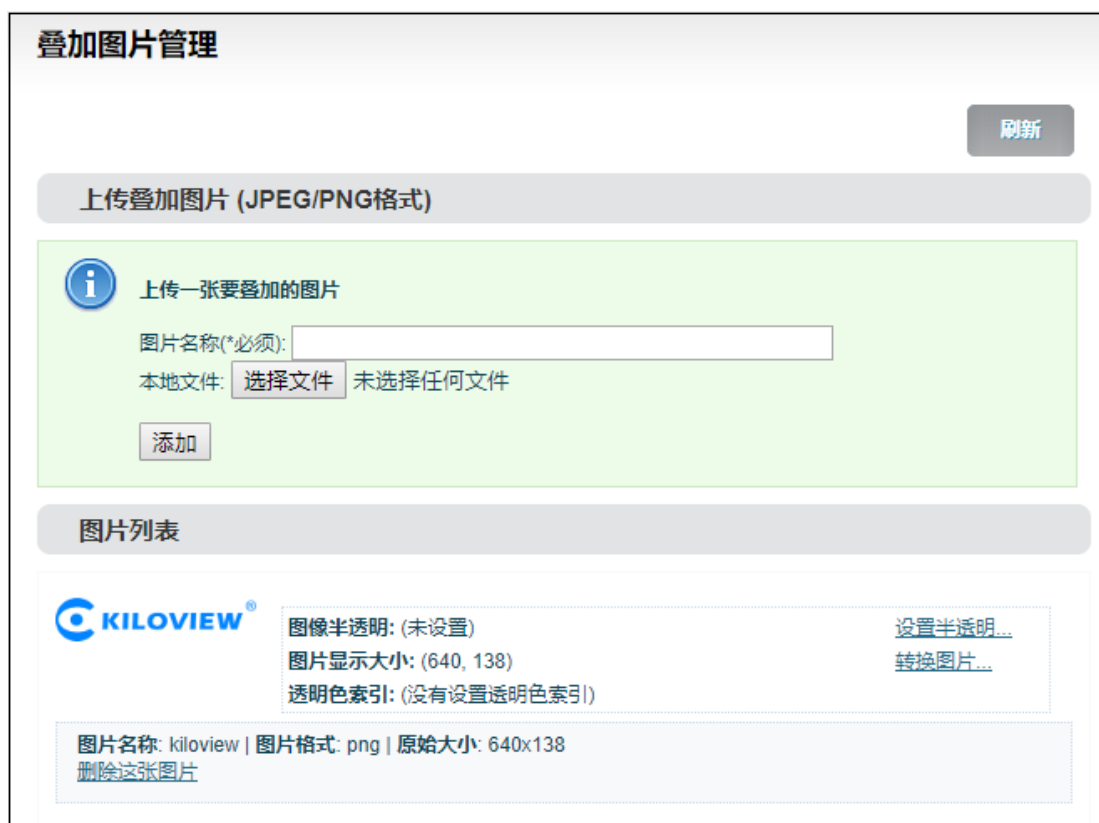 叠加图片管理
刷新
上传叠加图片 (JPEG/PNG格式)
上传一张要叠加的图片
图片名称(*必须):
本地文件: 选择文件 未选择任何文件
添加
图片列表
KILOVIEW®
图像半透明: (未设置) 设置半透明...
图片显示大小: (640, 138) 转换图片...
透明色索引: (没有设置透明色索引)
图片名称: kiloview | 图片格式: png | 原始大小: 640x138
删除这张图片